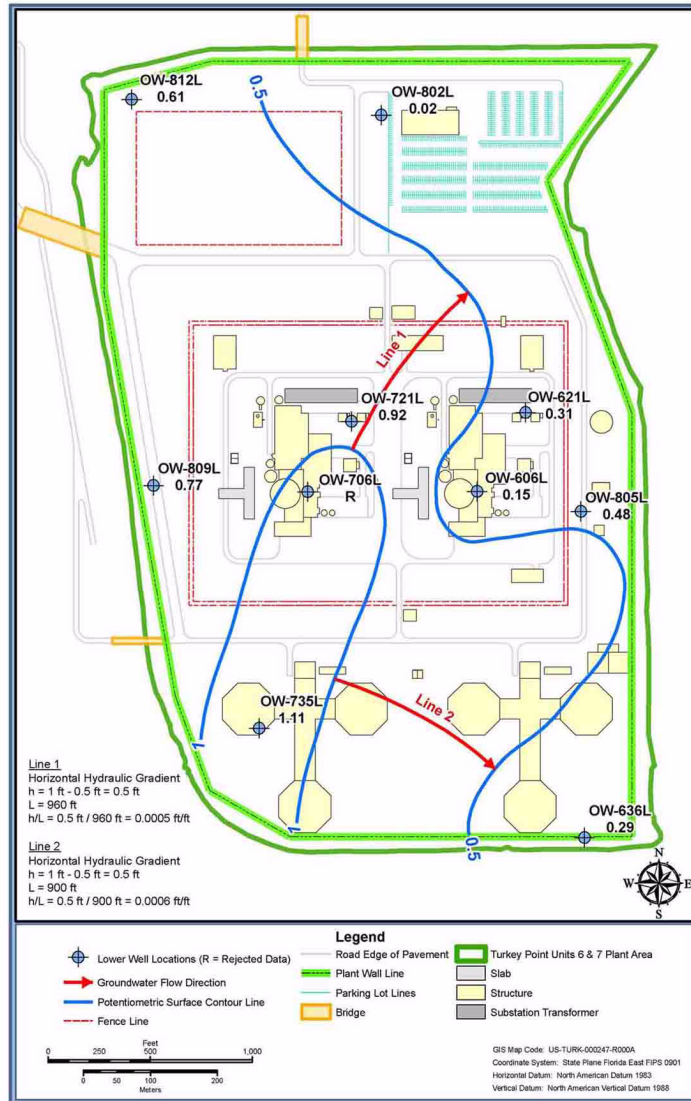 0.5
OW-812L
0.61
OW-802L
0.02
Line 1
OW-721L
0.92
OW-621L
0.31
OW-809L
0.77
OW-706L
R
OW-606L
0.15
OW-805L
0.48
OW-735L
1.11
Line 2
1
1
0.5
OW-636L
0.29
Line 1
Horizontal Hydraulic Gradient
h = 1 ft - 0.5 ft = 0.5 ft
L = 960 ft
h/L = 0.5 ft / 960 ft = 0.0005 ft/ft
Line 2
Horizontal Hydraulic Gradient
h = 1 ft - 0.5 ft = 0.5 ft
L = 900 ft
h/L = 0.5 ft / 900 ft = 0.0006 ft/ft
N
W E
S
Legend
Lower Well Locations (R = Rejected Data)
Groundwater Flow Direction
Potentiometric Surface Contour Line
Fence Line
Road Edge of Pavement
Plant Wall Line
Parking Lot Lines
Bridge
Turkey Point Units 6 & 7 Plant Area
Slab
Structure
Substation Transformer
Feet
0 250 500 1,000
0 50 100 200
Meters
GIS Map Code: US-TURK-000247-R000A
Coordinate System: State Plane Florida East FIPS 0901
Horizontal Datum: North American Datum 1983
Vertical Datum: North American Vertical Datum 1988